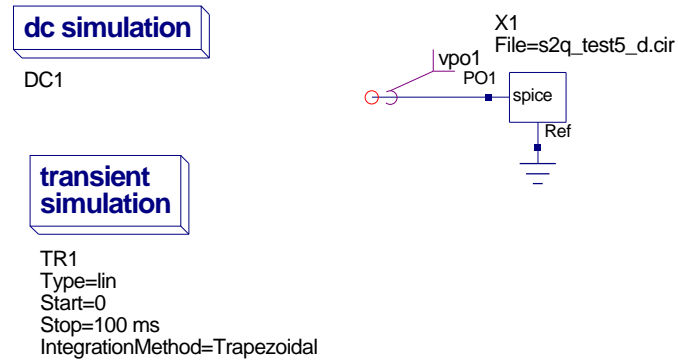 dc simulation
DC1
X1
File=s2q_test5_d.cir
vpo1
PO1
spice
Ref
transient
simulation
TR1
Type=lin
Start=0
Stop=100 ms
IntegrationMethod=Trapezoidal